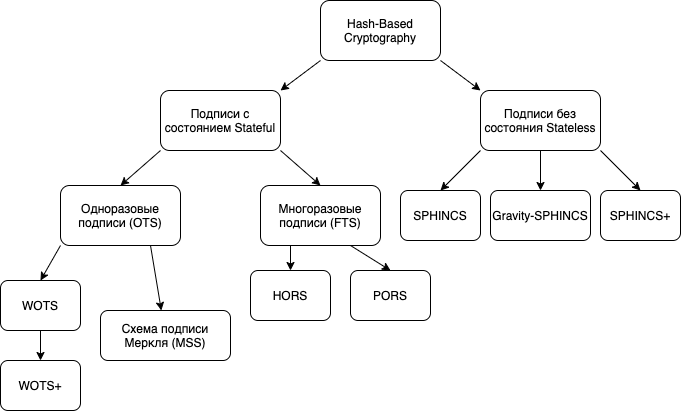 Hash-Based
Cryptography
Подписи с
состоянием Stateful
Подписи без
состояния Stateless
Одноразовые
подписи (OTS)
Многоразовые
подписи (FTS)
SPHINCS
Gravity-SPHINCS
SPHINCS+
WOTS
HORS
PORS
Схема подписи
Меркля (MSS)
WOTS+